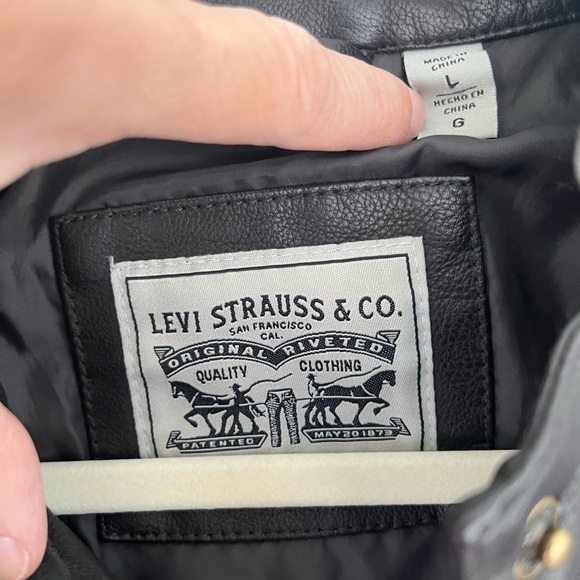 MADE IN
CHINA
L
HECHO EN
CHINA
G
LEVI STRAUSS & CO.
SAN FRANCISCO
CAL.
ORIGINAL RIVETED
QUALITY CLOTHING
PATENTED MAY 20 1873